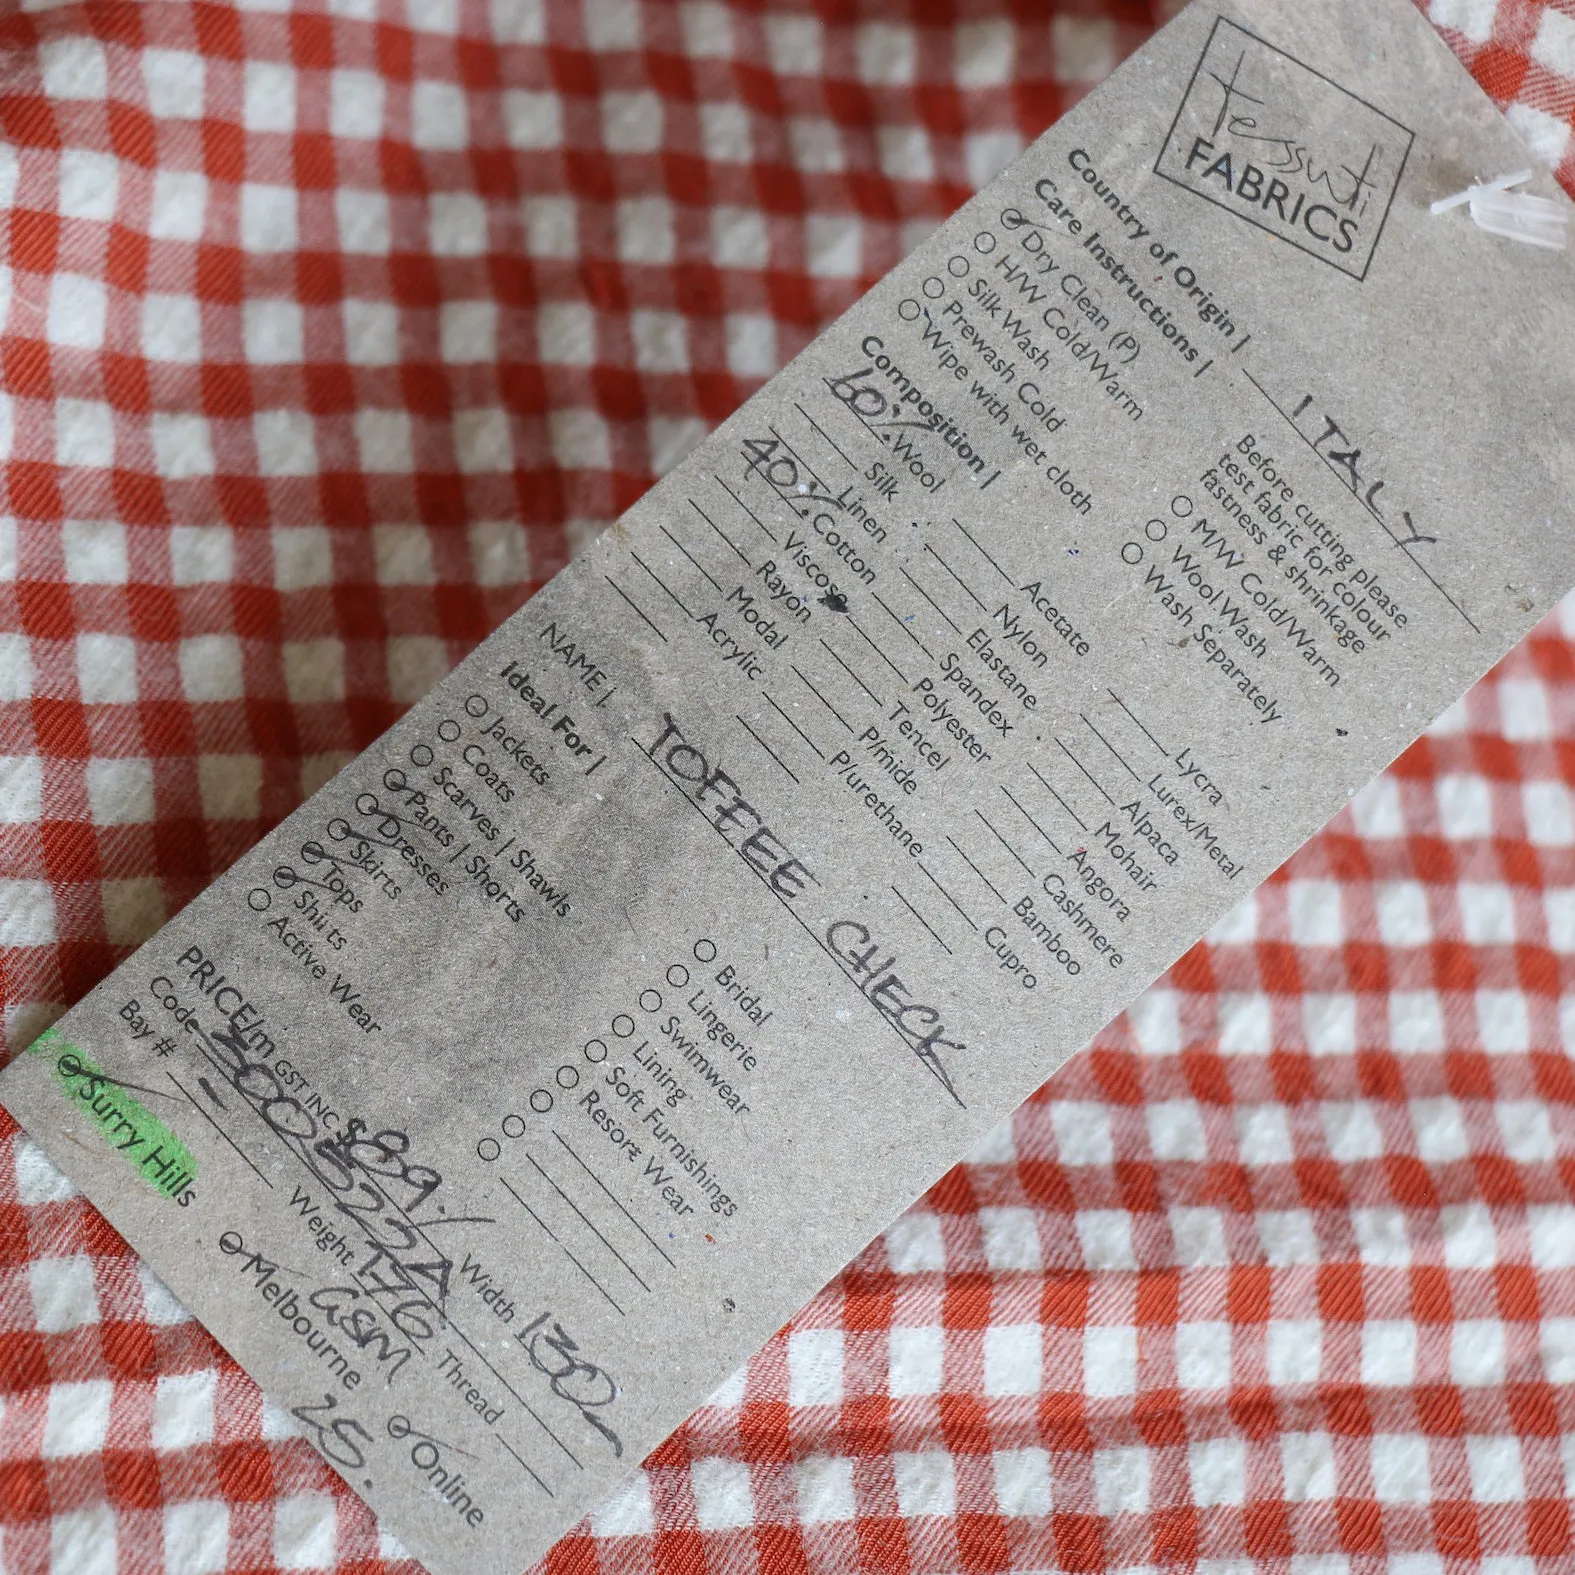 tessuti
FABRICS
Country of Origin | ITALY
Care Instructions |
Dry Clean (P)
H/W Cold/Warm
Silk Wash
Prewash Cold
Wipe with wet cloth
Before cutting please
test fabric for colour
fastness & shrinkage
M/W Cold/Warm
Wool Wash
Wash Separately
Composition |
60% Wool
Silk
Linen
40% Cotton
Viscose
Rayon
Modal
Acrylic
Acetate
Nylon
Elastane
Spandex
Polyester
Tencel
P/mide
P/urethane
Lycra
Lurex/Metal
Alpaca
Mohair
Angora
Cashmere
Bamboo
Cupro
NAME | TOFFEE CHECK
Ideal For |
Jackets
Coats
Scarves | Shawls
Pants | Shorts
Dresses
Skirts
Tops
Shirts
Active Wear
Bridal
Lingerie
Swimwear
Lining
Soft Furnishings
Resort Wear
PRICE/m GST INC $89./ Width 130
Code 300522A Weight 176 GSM Thread
Bay # -
Surry Hills Melbourne Online
25.